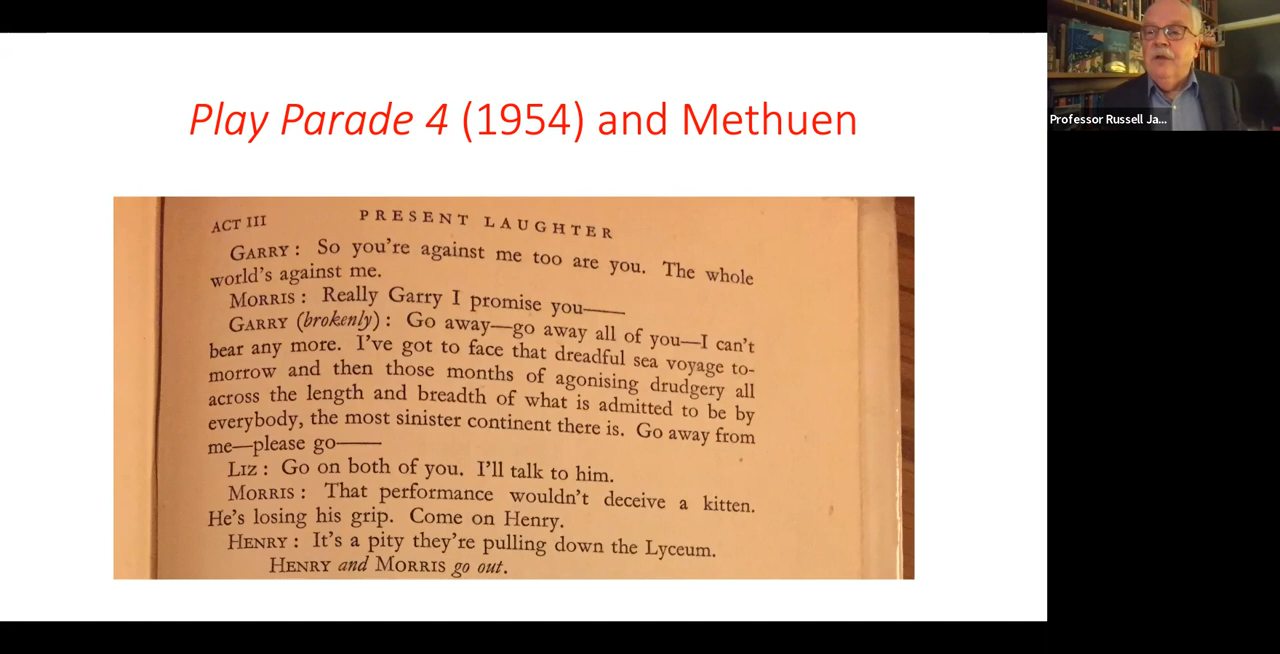 Play Parade 4 (1954) and Methuen
Professor Russell Ja...
ACT III PRESENT LAUGHTER
GARRY: So you're against me too are you. The whole
world's against me.
MORRIS: Really Garry I promise you——
GARRY (brokenly): Go away—go away all of you—I can't
bear any more. I've got to face that dreadful sea voyage to-
morrow and then those months of agonising drudgery all
across the length and breadth of what is admitted to be by
everybody, the most sinister continent there is. Go away from
me—please go——
LIZ: Go on both of you. I'll talk to him.
MORRIS: That performance wouldn't deceive a kitten.
He's losing his grip. Come on Henry.
HENRY: It's a pity they're pulling down the Lyceum.
HENRY and MORRIS go out.